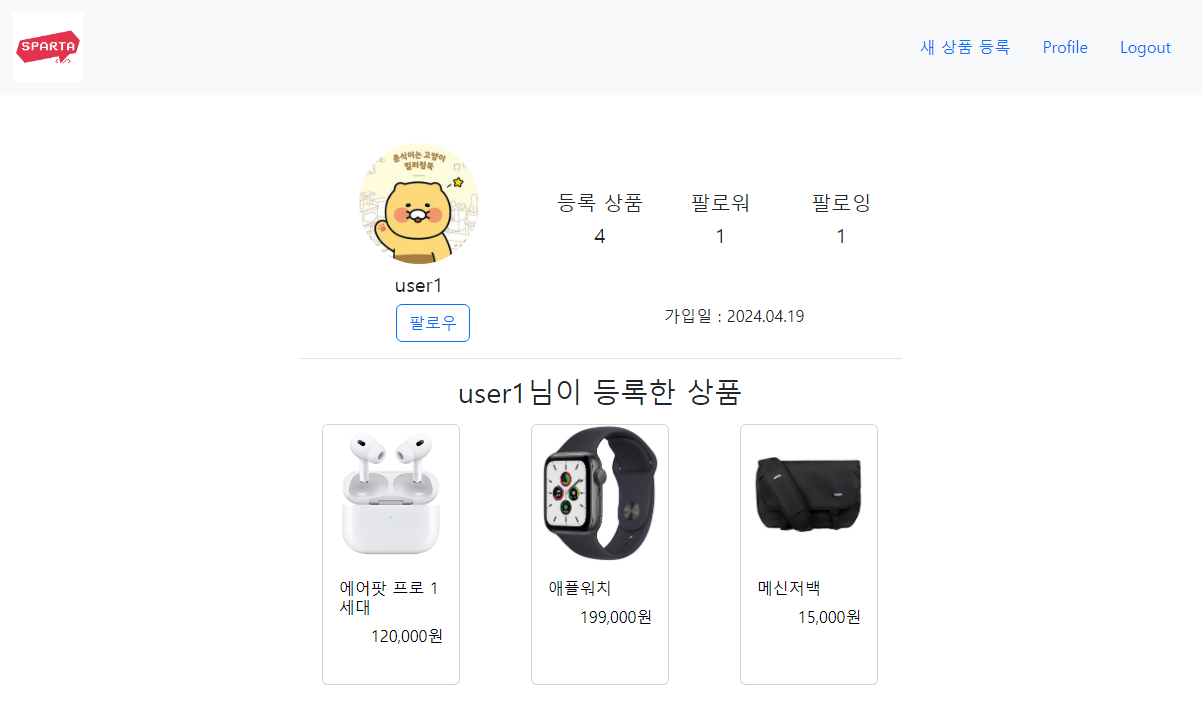 SPARTA
</>
새 상품 등록
Profile
Logout
춘식이는 고양이
컬러링북
등록 상품
팔로워
팔로잉
4
1
1
user1
팔로우
가입일 : 2024.04.19
user1님이 등록한 상품
에어팟 프로 1
세대
120,000원
애플워치
199,000원
메신저백
15,000원